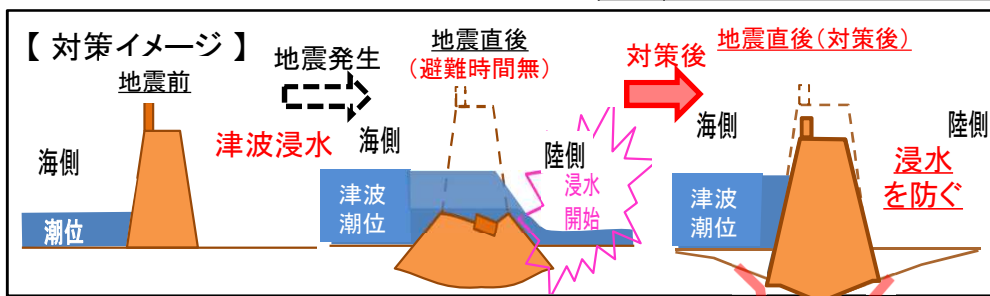 【 対策イメージ 】
地震前
海側
潮位
地震発生
津波浸水
地震直後
(避難時間無)
海側
陸側
津波
潮位
浸水
開始
対策後
地震直後(対策後)
海側
陸側
津波
潮位
浸水
を防ぐ